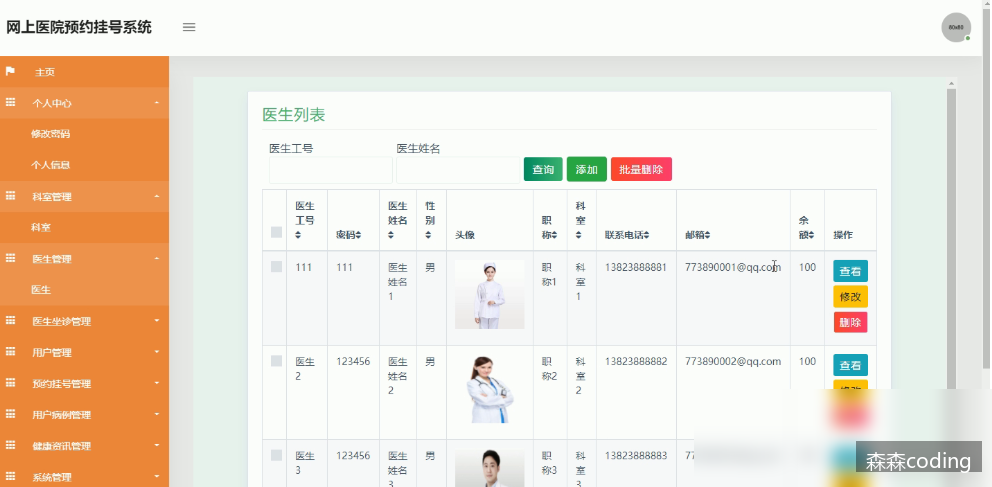 网上医院预约挂号系统
60x60
主页
个人中心
修改密码
个人信息
科室管理
科室
医生管理
医生
医生坐诊管理
用户管理
预约挂号管理
用户病例管理
健康资讯管理
系统管理
医生列表
医生工号
医生姓名
查询
添加
批量删除
医生工号 密码 医生姓名 性别 头像 职称 科室 联系电话 邮箱 余额 操作
111 111 医生姓名1 男 职称1 科室1 13823888881 773890001@qq.com 100 查看
修改
删除
医生2 123456 医生姓名2 男 职称2 科室2 13823888882 773890002@qq.com 100 查看
修改
医生3 123456 医生姓名3 男 职称3 科室3 13823888883
森森coding